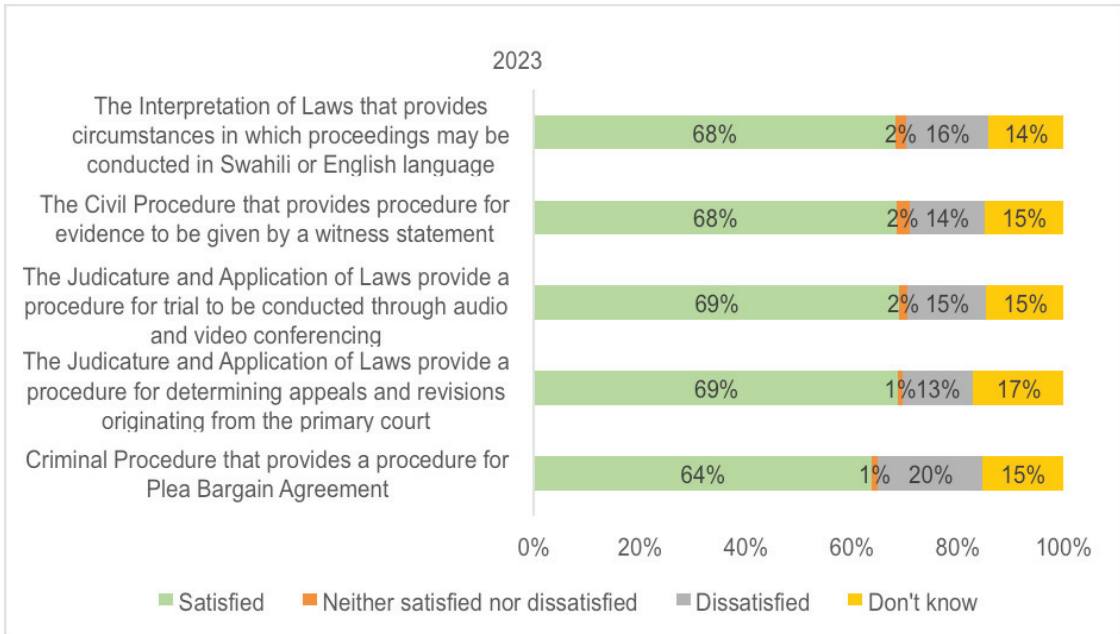 2023
The Interpretation of Laws that provides
circumstances in which proceedings may be
conducted in Swahili or English language
68% 2% 16% 14%
The Civil Procedure that provides procedure for
evidence to be given by a witness statement
68% 2% 14% 15%
The Judicature and Application of Laws provide a
procedure for trial to be conducted through audio
and video conferencing
69% 2% 15% 15%
The Judicature and Application of Laws provide a
procedure for determining appeals and revisions
originating from the primary court
69% 1% 13% 17%
Criminal Procedure that provides a procedure for
Plea Bargain Agreement
64% 1% 20% 15%
0% 20% 40% 60% 80% 100%
Satisfied Neither satisfied nor dissatisfied Dissatisfied Don't know